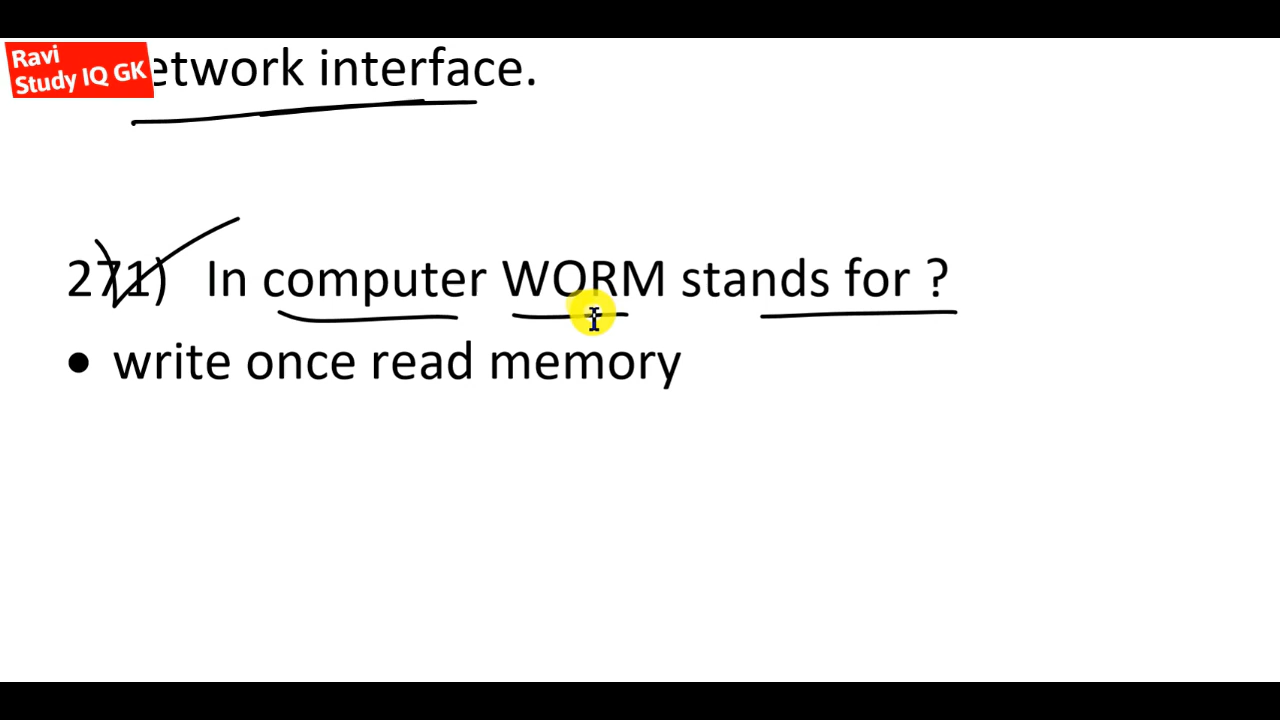 Ravi
Study IQ GK
etwork interface.
271) In computer WORM stands for ?
• write once read memory